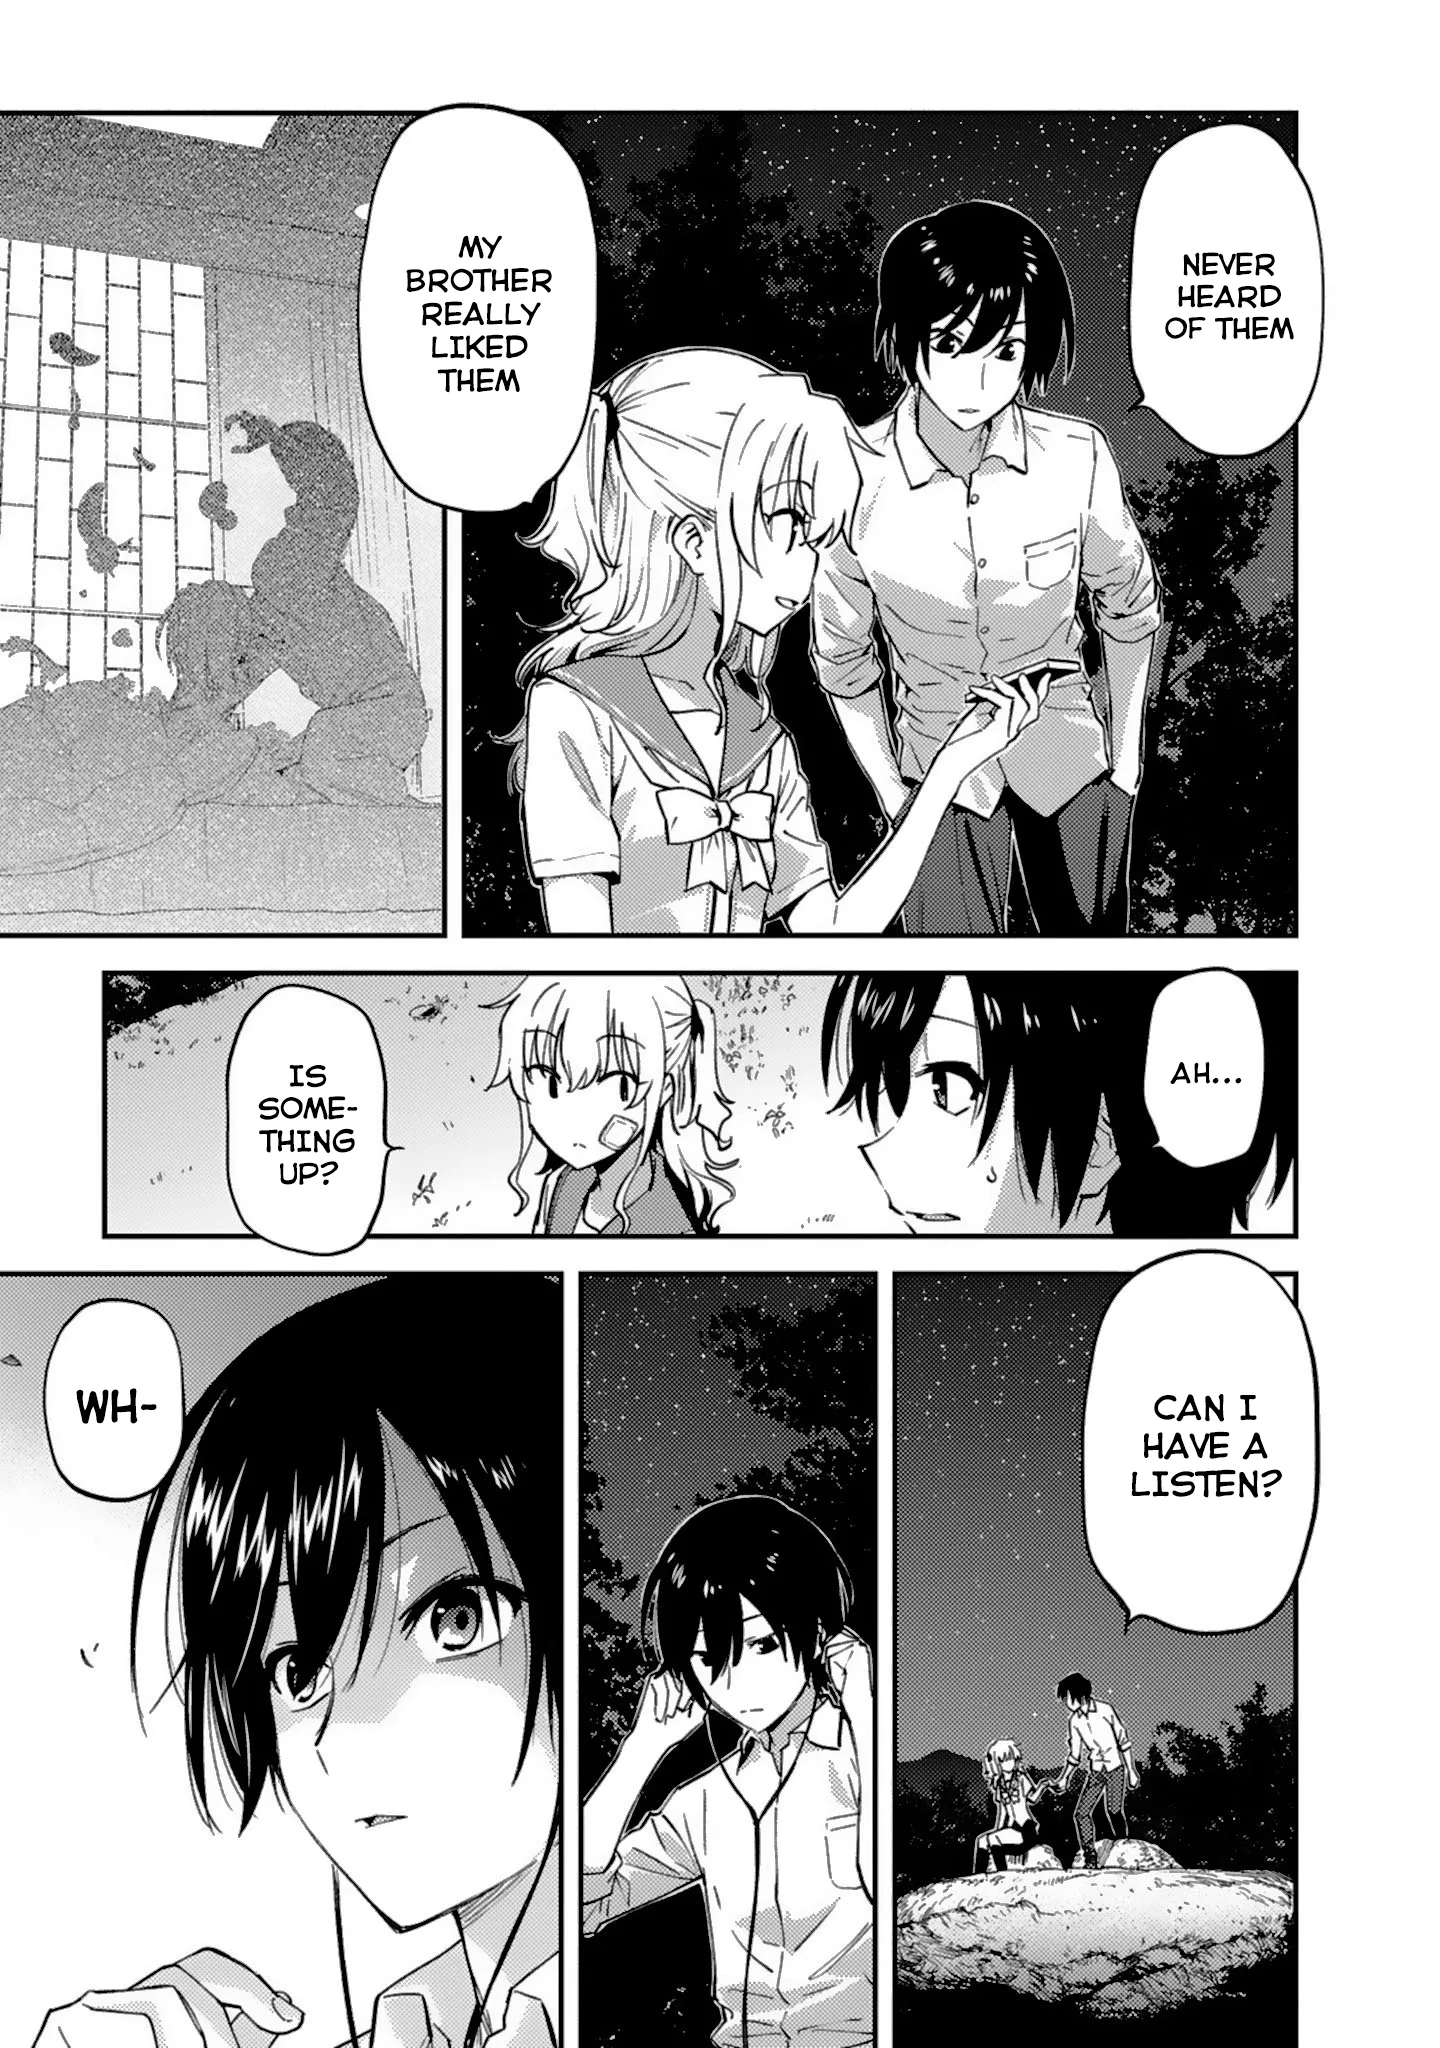 NEVER
HEARD
OF THEM
MY
BROTHER
REALLY
LIKED
THEM
AH...
IS
SOME-
THING
UP?
CAN I
HAVE A
LISTEN?
WH-